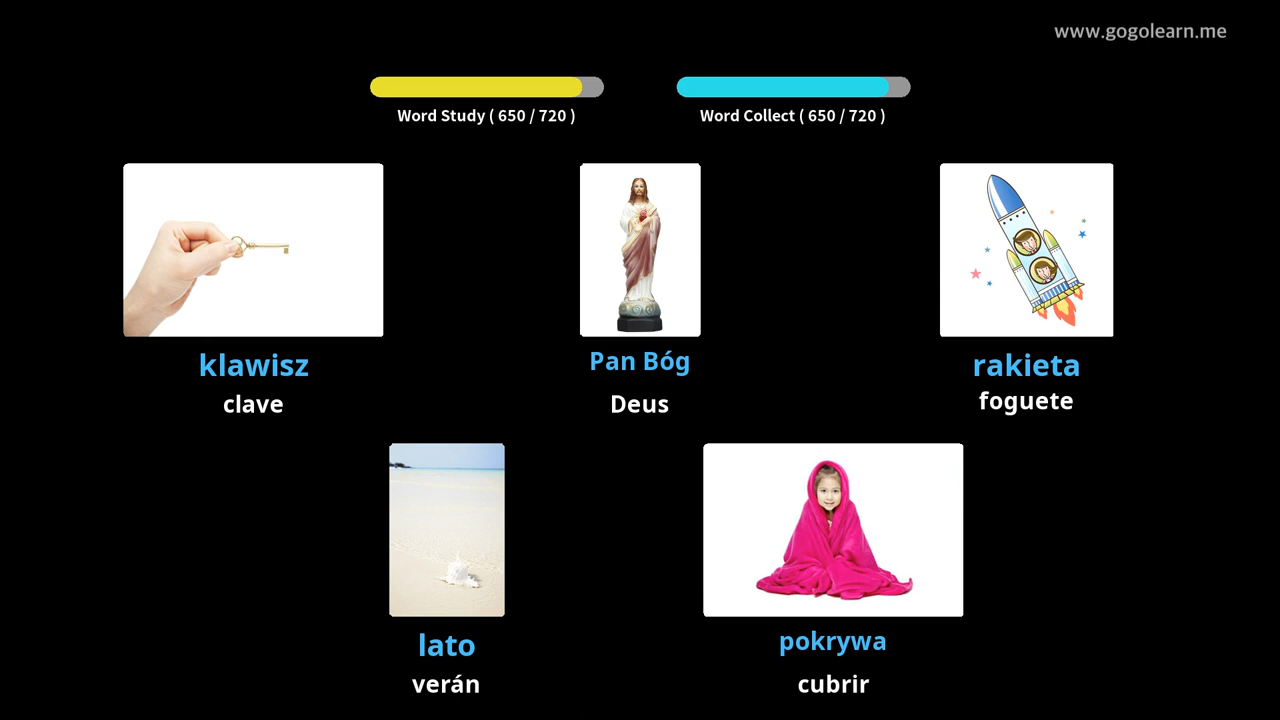 www.gogolearn.me
Word Study ( 650 / 720 )
Word Collect ( 650 / 720 )
klawisz
clave
Pan Bóg
Deus
rakieta
foguete
lato
verán
pokrywa
cubrir